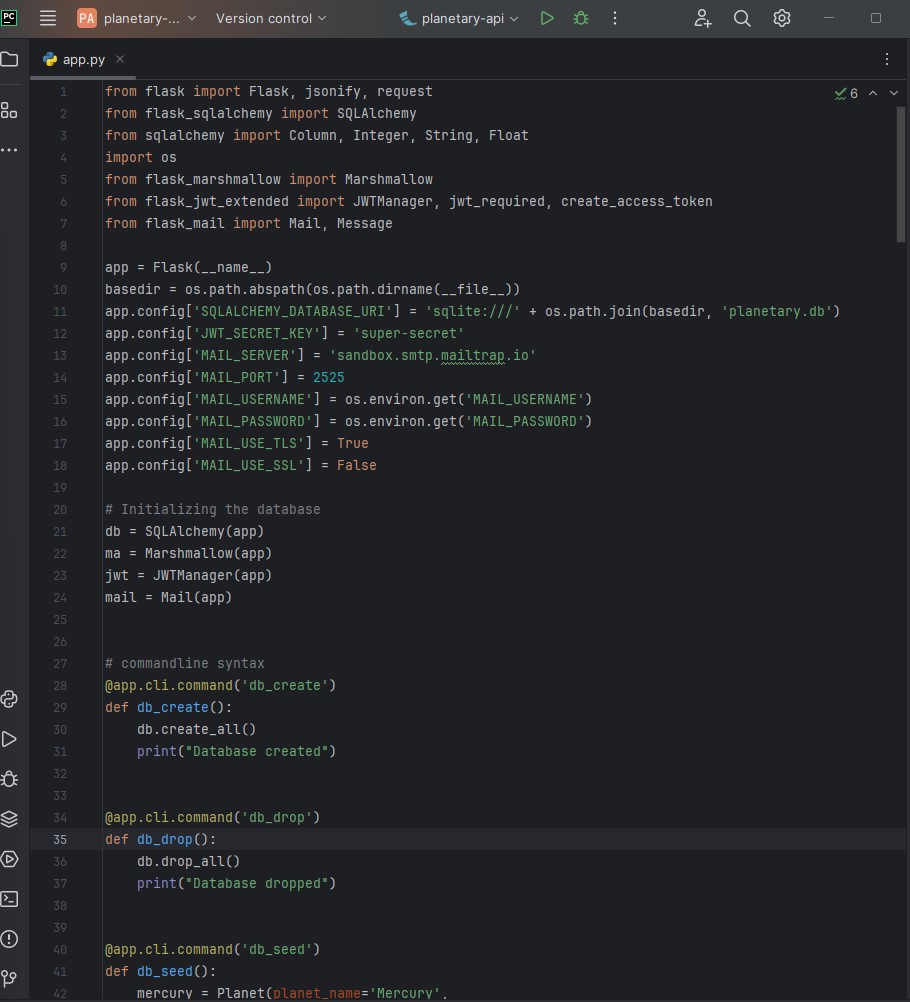 PC PA planetary-... Version control planetary-api
app.py
6
1 from flask import Flask, jsonify, request
2 from flask_sqlalchemy import SQLAlchemy
3 from sqlalchemy import Column, Integer, String, Float
4 import os
5 from flask_marshmallow import Marshmallow
6 from flask_jwt_extended import JWTManager, jwt_required, create_access_token
7 from flask_mail import Mail, Message
8
9 app = Flask(__name__)
10 basedir = os.path.abspath(os.path.dirname(__file__))
11 app.config['SQLALCHEMY_DATABASE_URI'] = 'sqlite:///' + os.path.join(basedir, 'planetary.db')
12 app.config['JWT_SECRET_KEY'] = 'super-secret'
13 app.config['MAIL_SERVER'] = 'sandbox.smtp.mailtrap.io'
14 app.config['MAIL_PORT'] = 2525
15 app.config['MAIL_USERNAME'] = os.environ.get('MAIL_USERNAME')
16 app.config['MAIL_PASSWORD'] = os.environ.get('MAIL_PASSWORD')
17 app.config['MAIL_USE_TLS'] = True
18 app.config['MAIL_USE_SSL'] = False
19
20 # Initializing the database
21 db = SQLAlchemy(app)
22 ma = Marshmallow(app)
23 jwt = JWTManager(app)
24 mail = Mail(app)
25
26
27 # commandline syntax
28 @app.cli.command('db_create')
29 def db_create():
30     db.create_all()
31     print("Database created")
32
33
34 @app.cli.command('db_drop')
35 def db_drop():
36     db.drop_all()
37     print("Database dropped")
38
39
40 @app.cli.command('db_seed')
41 def db_seed():
42     mercury = Planet(planet_name='Mercury',